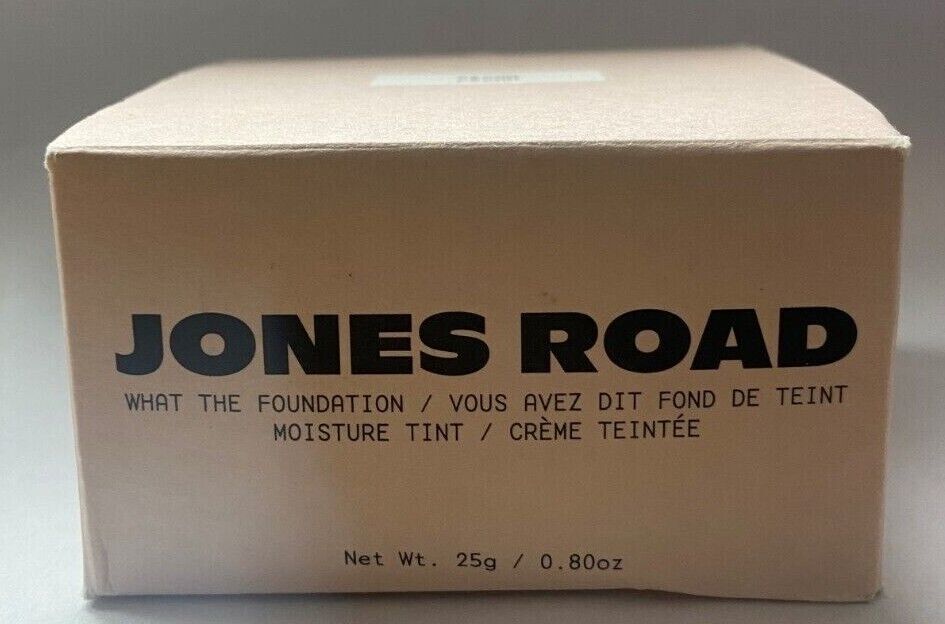 JONES ROAD
WHAT THE FOUNDATION / VOUS AVEZ DIT FOND DE TEINT
MOISTURE TINT / CRÈME TEINTÉE
Net Wt. 25g / 0.80oz